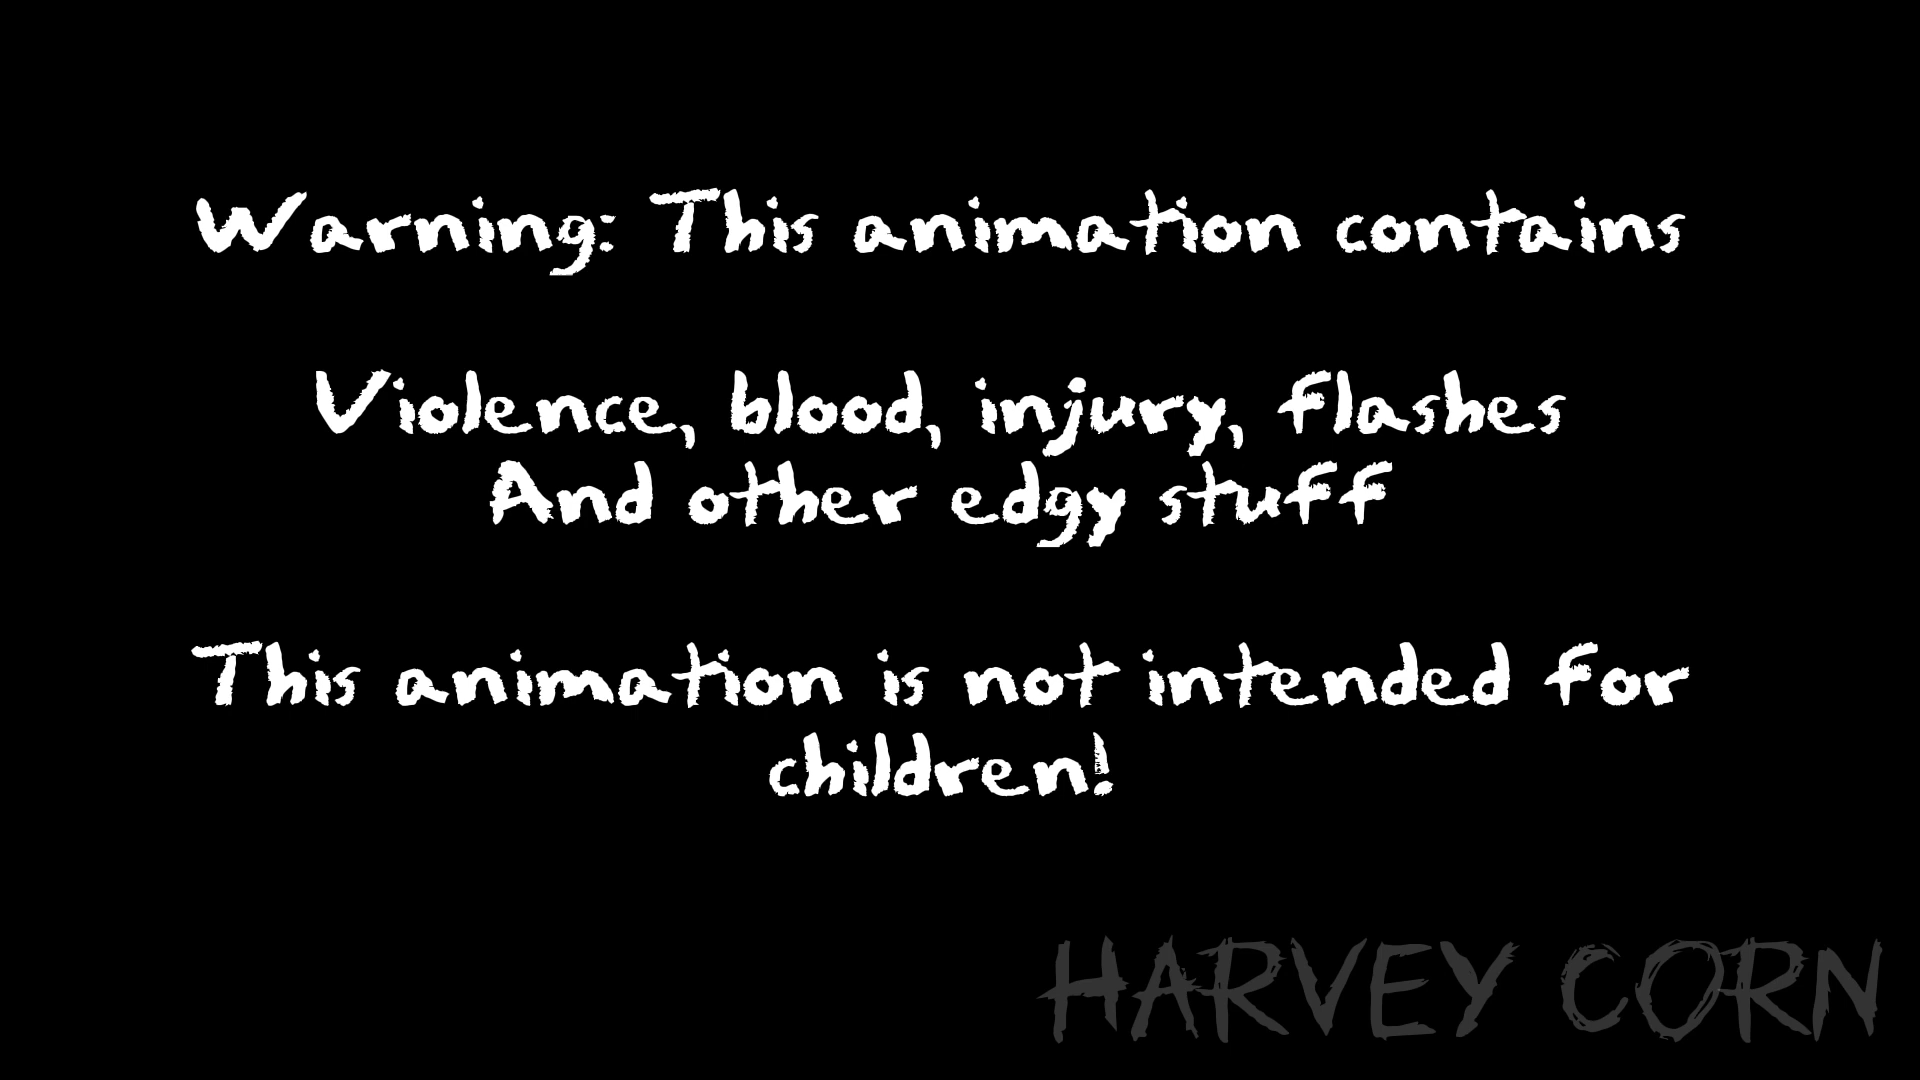 Warning: This animation contains
Violence, blood, injury, flashes
And other edgy stuff
This animation is not intended for
children!
HARVEY CORN